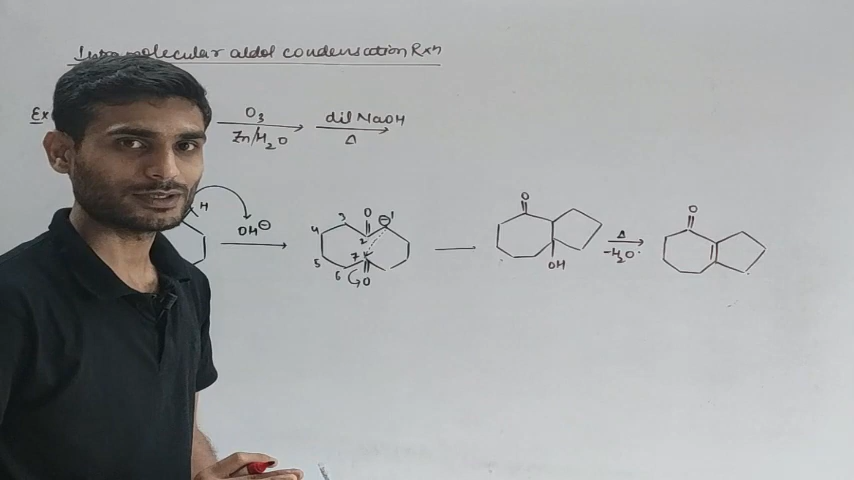 Intramolecular aldol condensation Rxn
Ex
O3
Zn/H2O
dil NaOH
Δ
H
OH⊖
4
3
O
⊖
1
2
5
7
6
O
O
OH
Δ
-H2O.
O